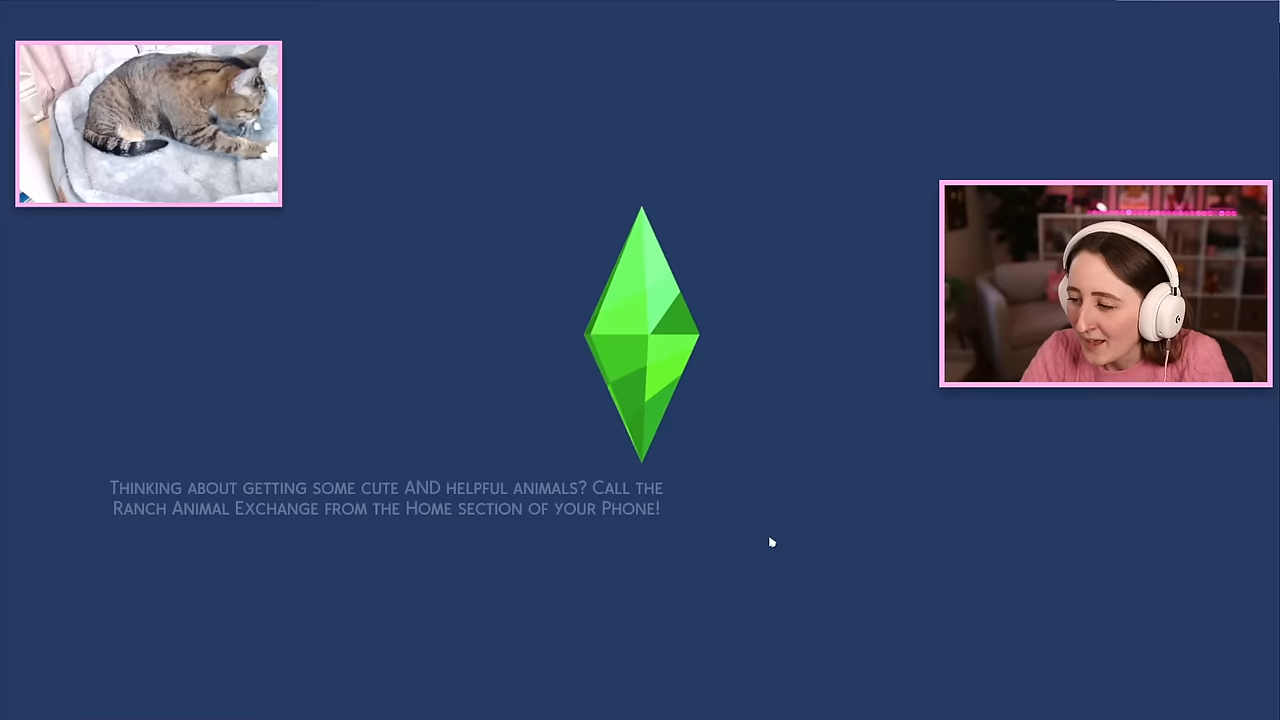 Thinking about getting some cute AND helpful animals? Call the
Ranch Animal Exchange from the Home section of your Phone!